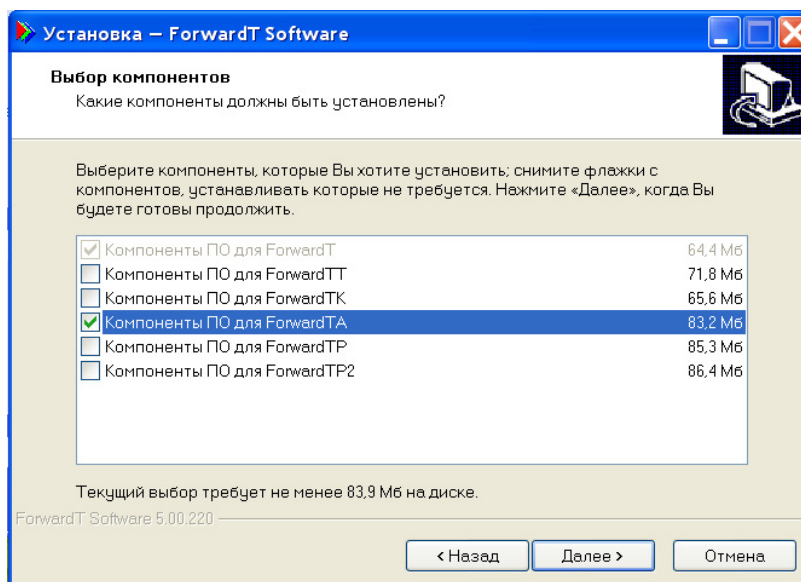 Установка – ForwardT Software
Выбор компонентов
Какие компоненты должны быть установлены?
Выберите компоненты, которые Вы хотите установить; снимите флажки с
компонентов, устанавливать которые не требуется. Нажмите «Далее», когда Вы
будете готовы продолжить.
Компоненты ПО для ForwardT 64,4 Мб
Компоненты ПО для ForwardTT 71,8 Мб
Компоненты ПО для ForwardTK 65,6 Мб
Компоненты ПО для ForwardTA 83,2 Мб
Компоненты ПО для ForwardTP 85,3 Мб
Компоненты ПО для ForwardTP2 86,4 Мб
Текущий выбор требует не менее 83,9 Мб на диске.
ForwardT Software 5.00.220
< Назад Далее > Отмена